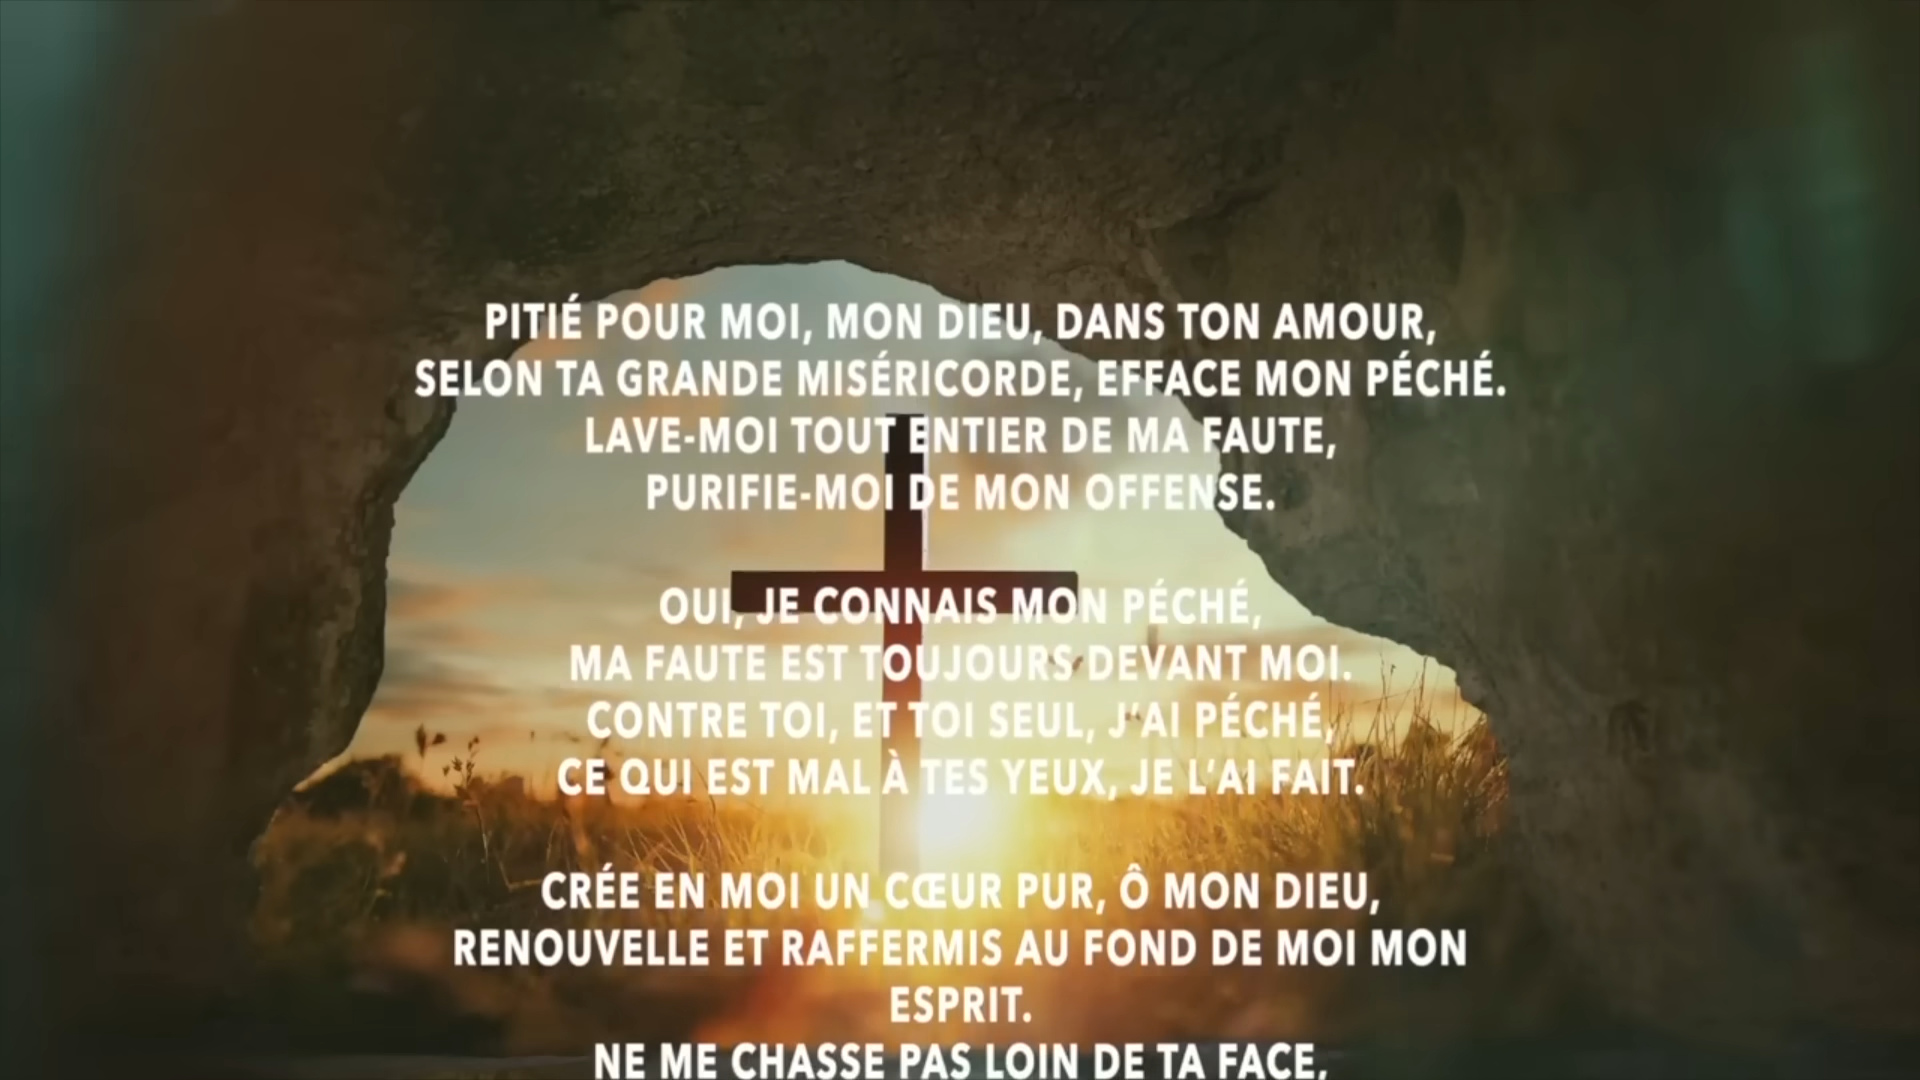 PITIÉ POUR MOI, MON DIEU, DANS TON AMOUR,
SELON TA GRANDE MISÉRICORDE, EFFACE MON PÉCHÉ.
LAVE-MOI TOUT ENTIER DE MA FAUTE,
PURIFIE-MOI DE MON OFFENSE.
OUI, JE CONNAIS MON PÉCHÉ,
MA FAUTE EST TOUJOURS DEVANT MOI.
CONTRE TOI, ET TOI SEUL, J'AI PÉCHÉ,
CE QUI EST MAL À TES YEUX, JE L'AI FAIT.
CRÉE EN MOI UN CŒUR PUR, Ô MON DIEU,
RENOUVELLE ET RAFFERMIS AU FOND DE MOI MON
ESPRIT.
NE ME CHASSE PAS LOIN DE TA FACE,